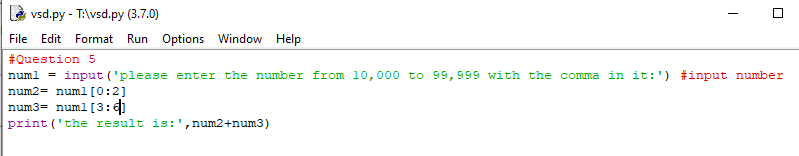 vsd.py - T:\vsd.py (3.7.0)
File Edit Format Run Options Window Help
#Question 5
num1 = input('please enter the number from 10,000 to 99,999 with the comma in it:') #input number
num2= num1[0:2]
num3= num1[3:6]
print('the result is:',num2+num3)